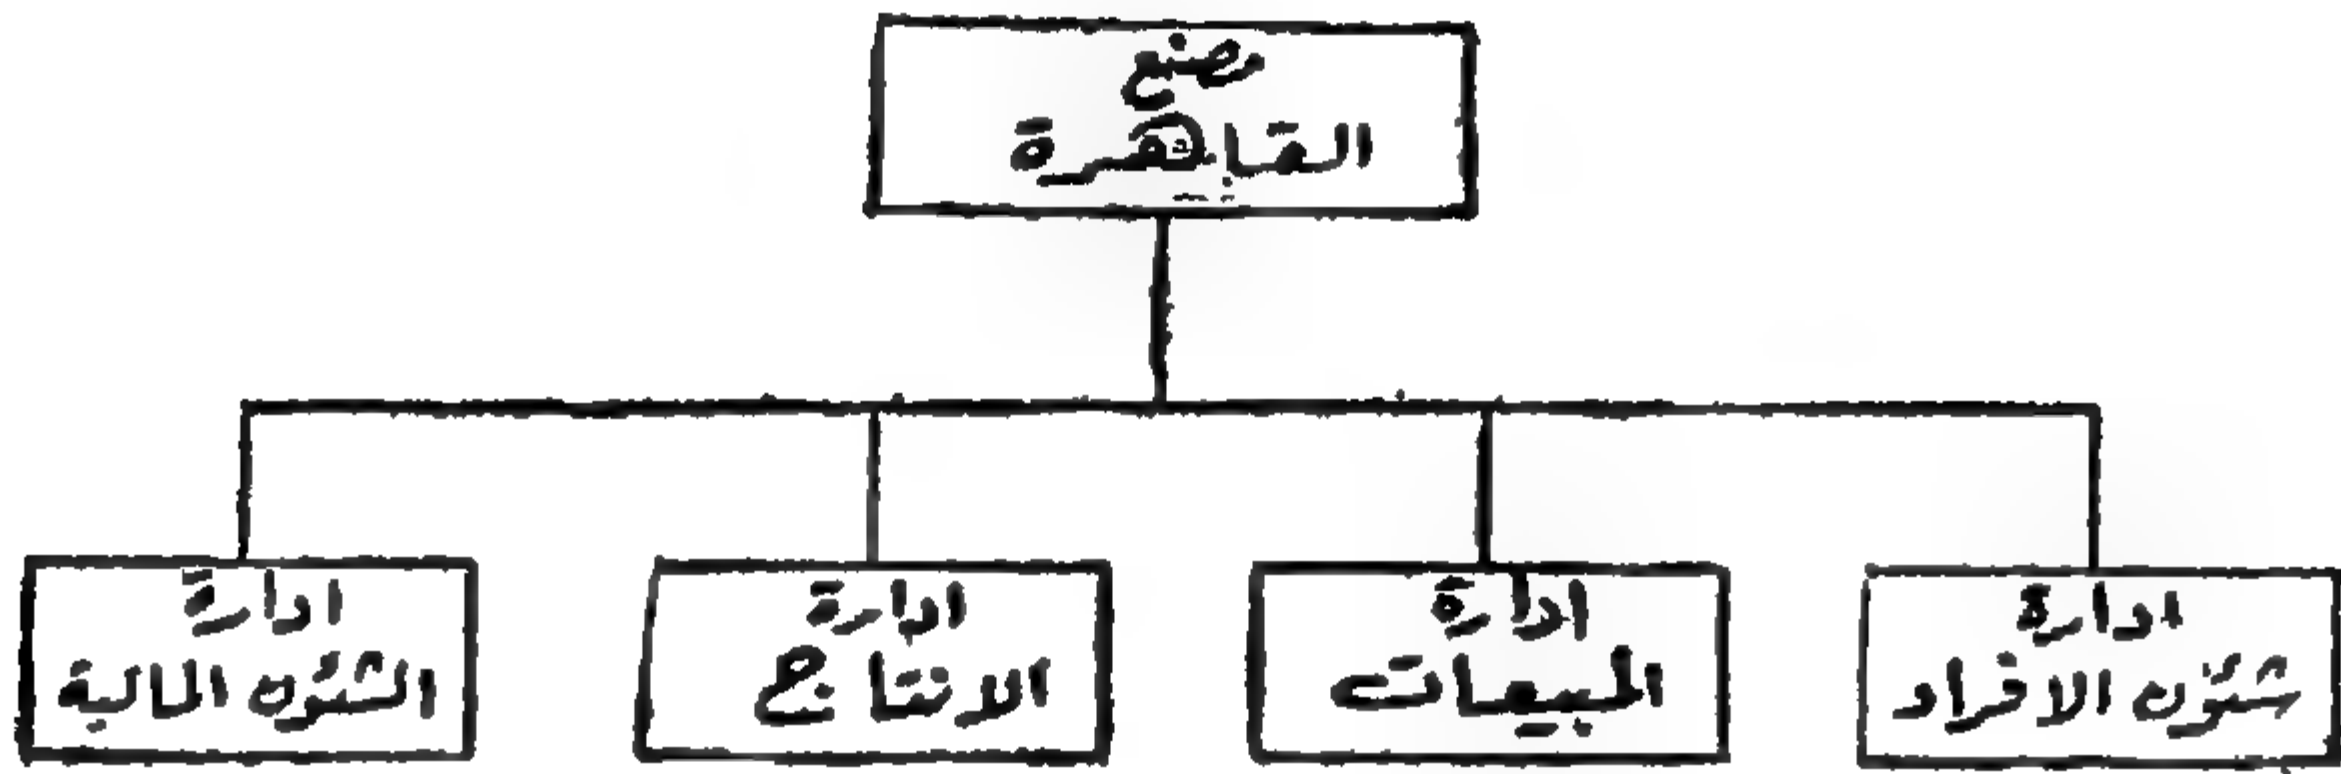 مصنع
القاهرة
ادارة
شئون الافراد
ادارة
المبيعات
ادارة
الانتاج
ادارة
الشئون المالية